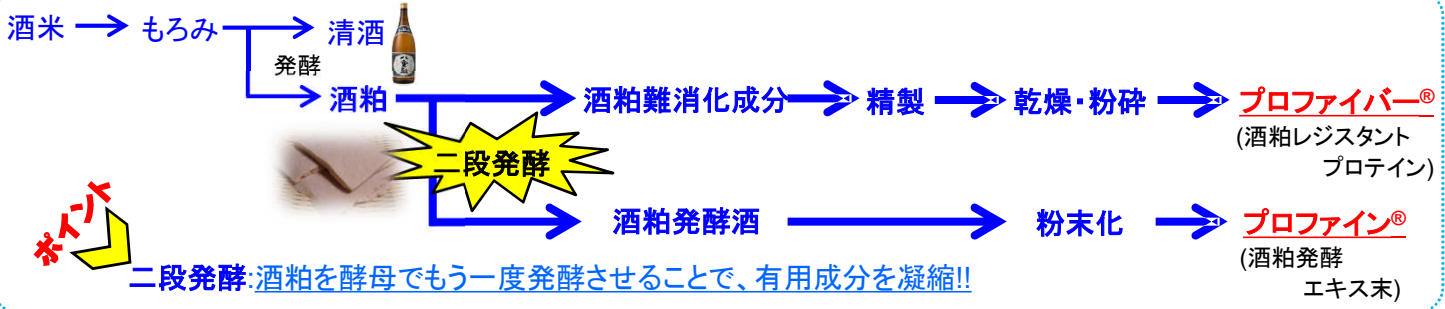 酒米 もろみ 清酒
発酵
酒粕 酒粕難消化成分 精製 乾燥・粉砕 プロファイバー®
(酒粕レジスタント
プロテイン)
二段発酵
酒粕発酵酒 粉末化 プロファイン®
(酒粕発酵
エキス末)
ポイント
二段発酵:酒粕を酵母でもう一度発酵させることで、有用成分を凝縮!!